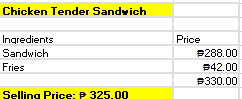 Chicken Tender Sandwich
Ingredients Price
Sandwich ₱288.00
Fries ₱42.00
₱330.00
Selling Price: ₱ 325.00